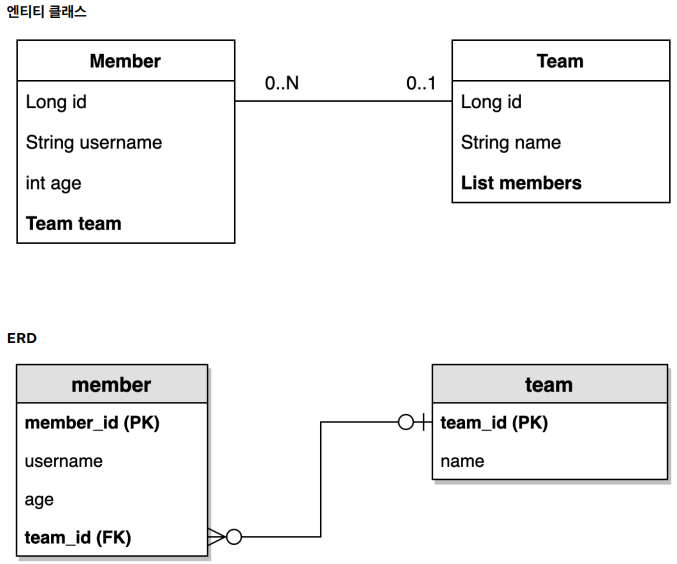 엔티티 클래스
Member
Long id
String username
int age
Team team
0..N
0..1
Team
Long id
String name
List members
ERD
member
member_id (PK)
username
age
team_id (FK)
team
team_id (PK)
name